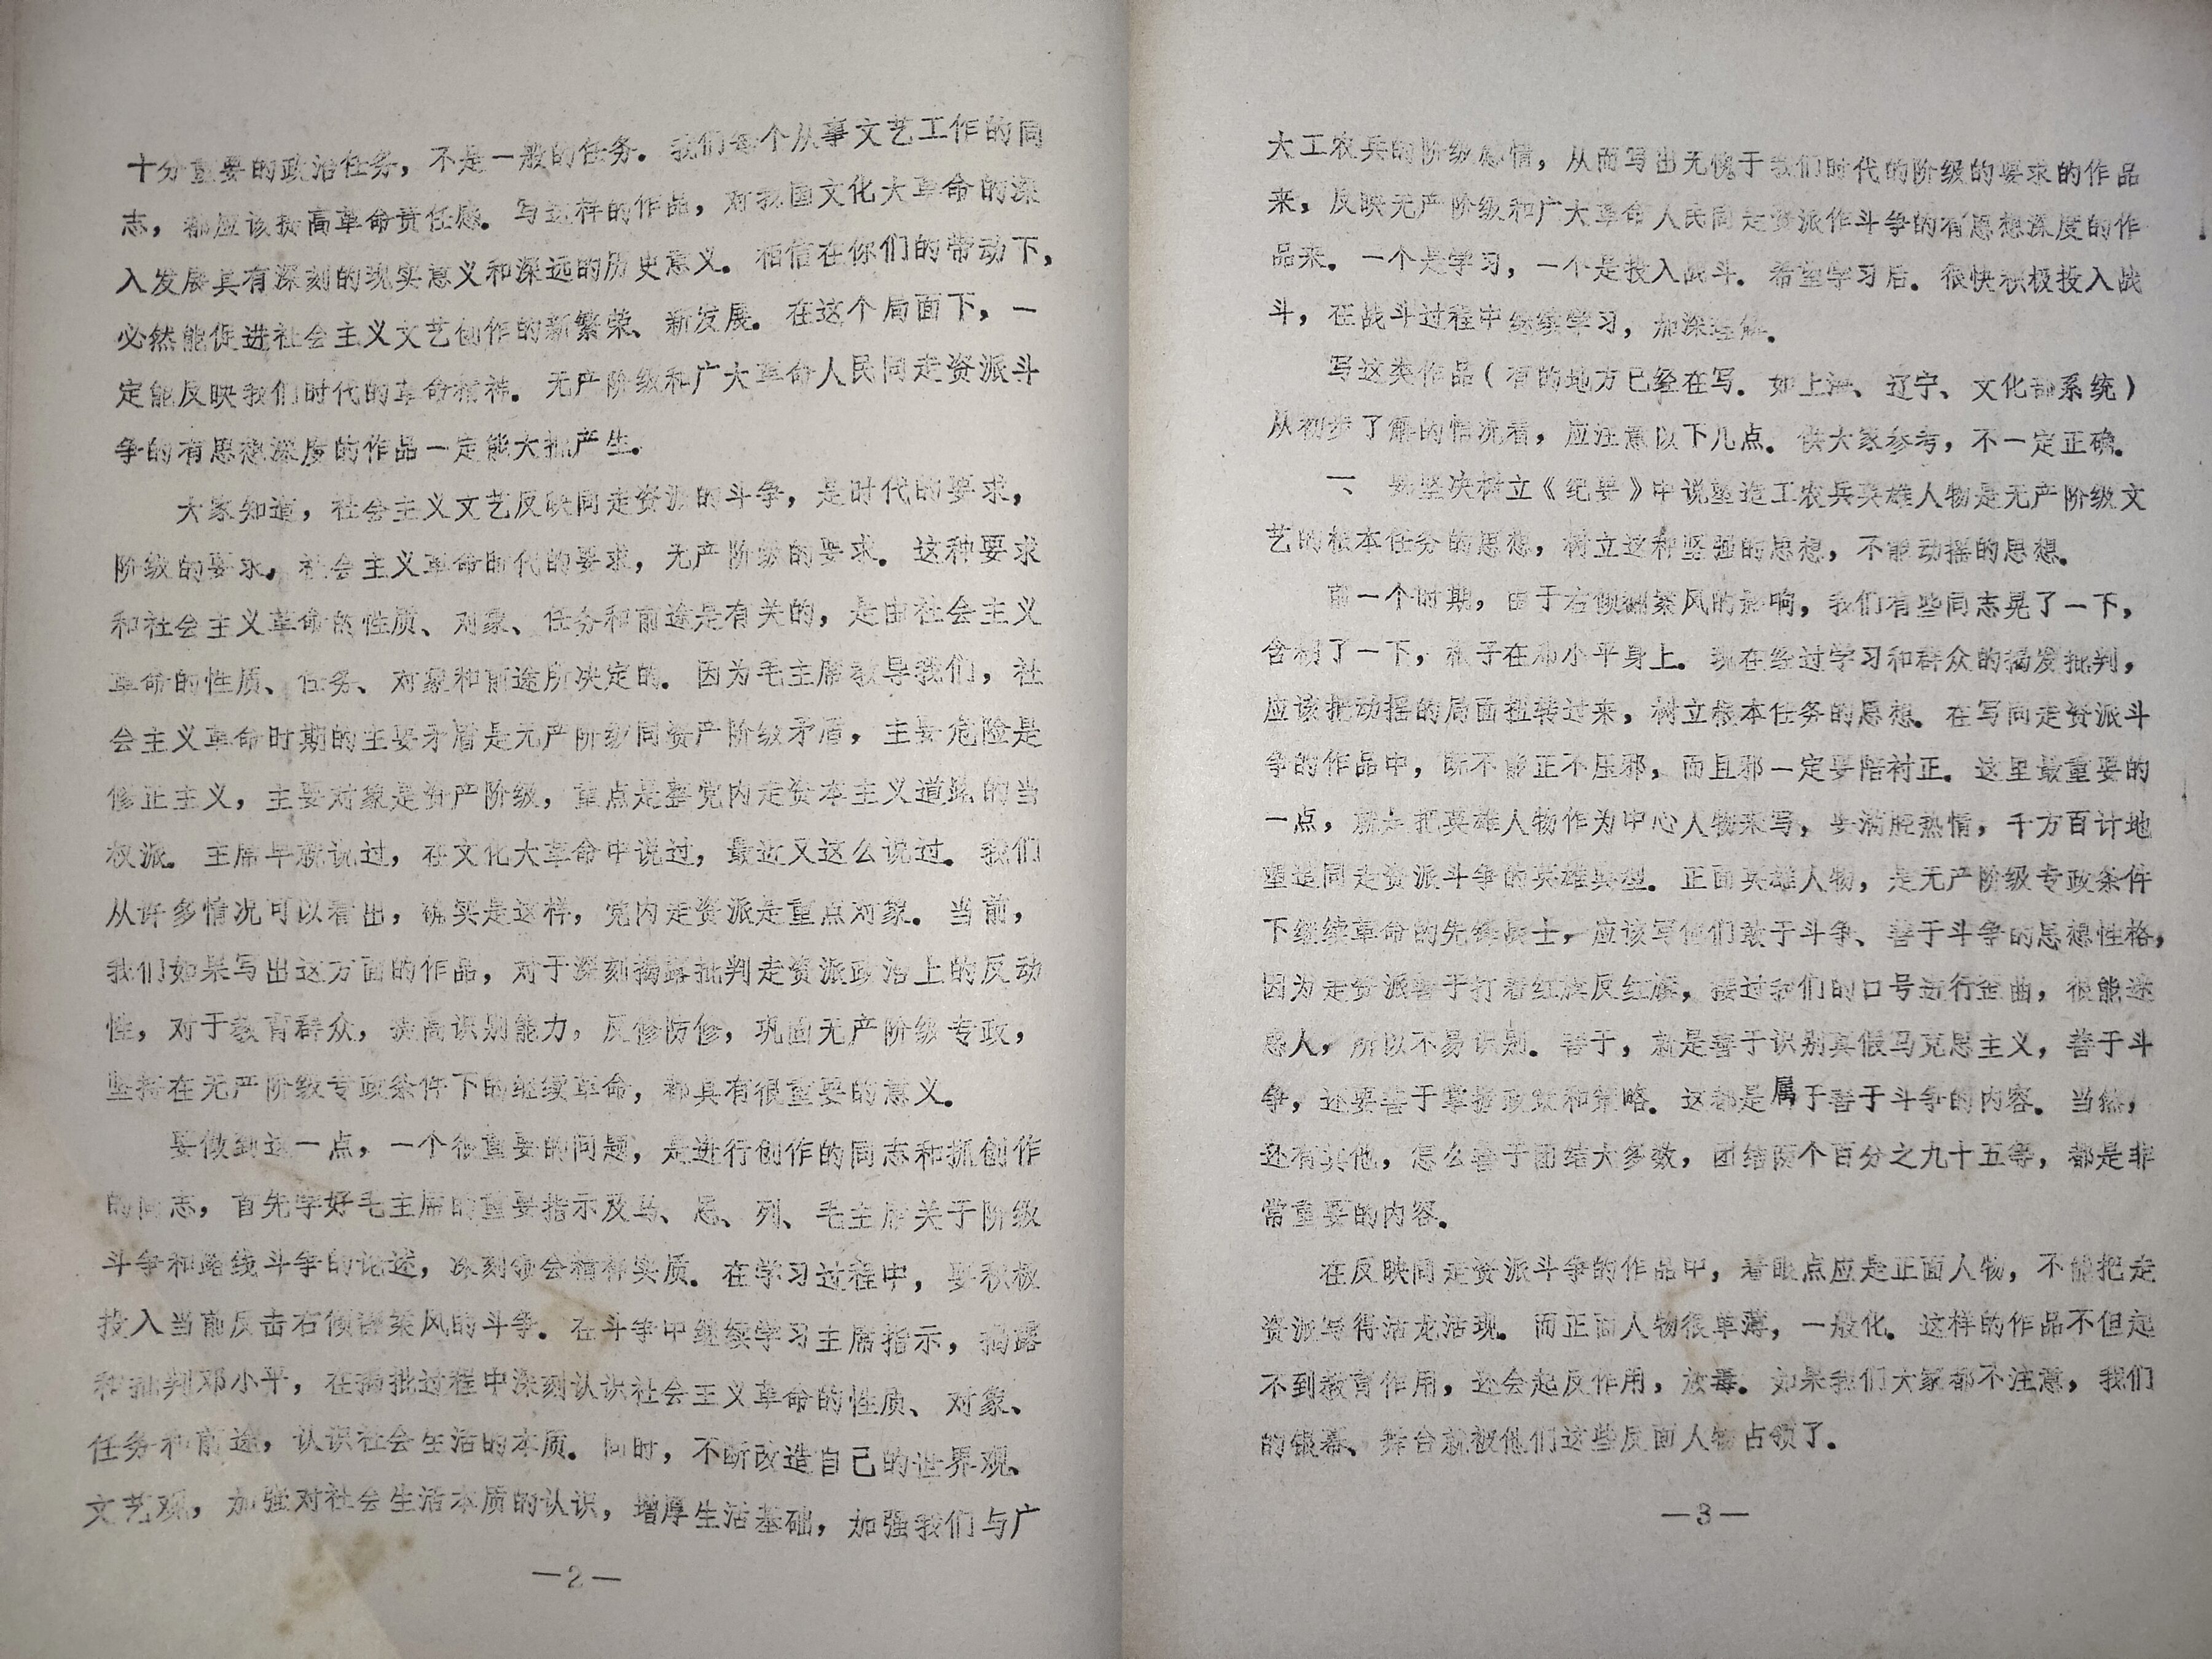 十分重要的政治任务，不是一般的任务。我们每个从事文艺工作的同
志，都应该提高革命责任感。写这样的作品，对我国文化大革命的深
入发展具有深刻的现实意义和深远的历史意义。相信在你们的带动下，
必然能促进社会主义文艺创作的新繁荣、新发展。在这个局面下，一
定能反映我们时代的革命精神。无产阶级和广大革命人民同走资派斗
争的有思想深度的作品一定能大批产生。
大家知道，社会主义文艺反映同走资派的斗争，是时代的要求，
阶级的要求，社会主义革命时代的要求，无产阶级的要求。这种要求
和社会主义革命的性质、对象、任务和前途是有关的，是由社会主义
革命的性质、任务、对象和前途所决定的。因为毛主席教导我们，社
会主义革命时期的主要矛盾是无产阶级同资产阶级矛盾，主要危险是
修正主义，主要对象是资产阶级，重点是整党内走资本主义道路的当
权派。主席早就说过，在文化大革命中说过，最近又这么说过。我们
从许多情况可以看出，确实是这样，党内走资派是重点对象。当前，
我们如果写出这方面的作品，对于深刻揭露批判走资派政治上的反动
性，对于教育群众，提高识别能力，反修防修，巩固无产阶级专政，
坚持在无产阶级专政条件下的继续革命，都具有很重要的意义。
要做到这一点，一个很重要的问题，是进行创作的同志和抓创作
的同志，首先学好毛主席的重要指示及马、恩、列、毛主席关于阶级
斗争和路线斗争的论述，深刻领会精神实质。在学习过程中，要积极
投入当前反击右倾翻案风的斗争。在斗争中继续学习主席指示，揭露
和批判邓小平，在揭批过程中深刻认识社会主义革命的性质、对象、
任务和前途，认识社会生活的本质。同时，不断改造自己的世界观、
文艺观，加强对社会生活本质的认识，增厚生活基础，加强我们与广
—2—
大工农兵的阶级感情，从而写出无愧于我们时代的阶级的要求的作品
来，反映无产阶级和广大革命人民同走资派作斗争的有思想深度的作
品来。一个是学习，一个是投入战斗。希望学习后。很快积极投入战
斗，在战斗过程中继续学习，加深理解。
写这类作品（有的地方已经在写。如上海、辽宁、文化部系统）
从初步了解的情况看，应注意以下几点。供大家参考，不一定正确。
一、要坚决树立《纪要》中说塑造工农兵英雄人物是无产阶级文
艺的根本任务的思想，树立这种坚强的思想，不能动摇的思想。
前一个时期，由于右倾翻案风的影响，我们有些同志晃了一下，
含糊了一下，根子在邓小平身上。现在经过学习和群众的揭发批判，
应该把动摇的局面扭转过来，树立根本任务的思想。在写同走资派斗
争的作品中，既不能正不压邪，而且邪一定要陪衬正。这里最重要的
一点，就是把英雄人物作为中心人物来写，要满腔热情，千方百计地
塑造同走资派斗争的英雄典型。正面英雄人物，是无产阶级专政条件
下继续革命的先锋战士，应该写他们敢于斗争、善于斗争的思想性格，
因为走资派善于打着红旗反红旗，接过我们的口号进行歪曲，很能迷
惑人，所以不易识别。善于，就是善于识别真假马克思主义，善于斗
争，还要善于掌握政策和策略。这都是属于善于斗争的内容。当然，
还有其他，怎么善于团结大多数，团结两个百分之九十五等，都是非
常重要的内容。
在反映同走资派斗争的作品中，着眼点应是正面人物，不能把走
资派写得活龙活现。而正面人物很单薄，一般化。这样的作品不但起
不到教育作用，还会起反作用，放毒。如果我们大家都不注意，我们
的银幕、舞台就被他们这些反面人物占领了。
—3—